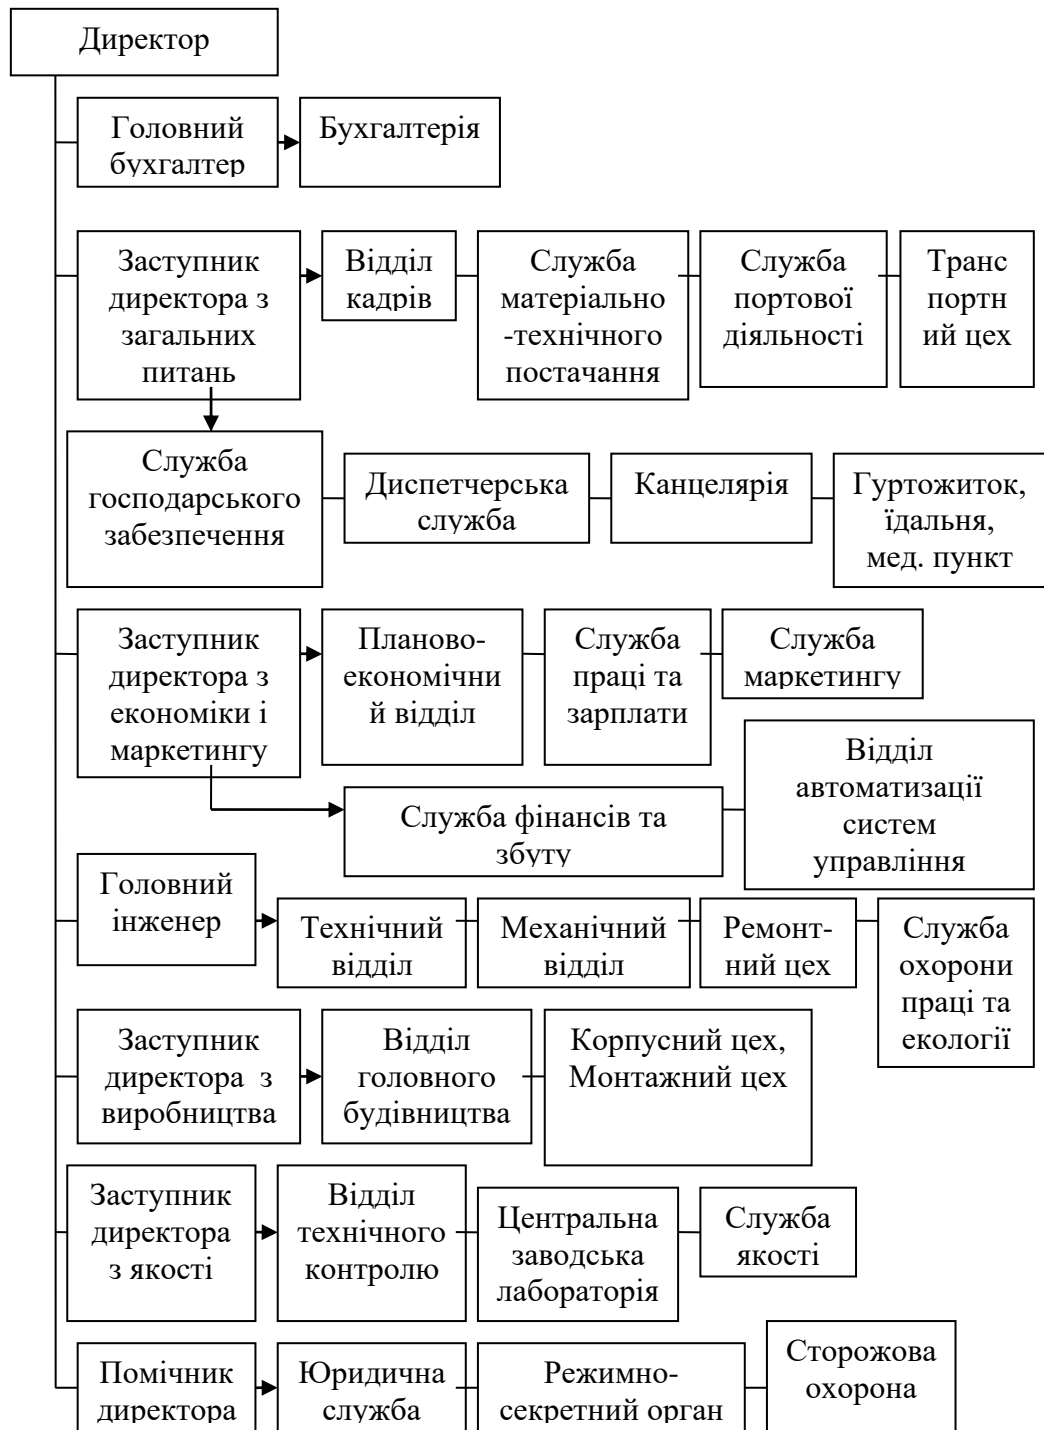 Директор
Головний
бухгалтер
Бухгалтерія
Заступник
директора з
загальних
питань
Відділ
кадрів
Служба
матеріально
-технічного
постачання
Служба
портової
діяльності
Транс
портн
ий цех
Служба
господарського
забезпечення
Диспетчерська
служба
Канцелярія
Гуртожиток,
їдальня,
мед. пункт
Заступник
директора з
економіки і
маркетингу
Планово-
економічни
й відділ
Служба
праці та
зарплати
Служба
маркетингу
Служба фінансів та
збуту
Відділ
автоматизації
систем
управління
Головний
інженер
Технічний
відділ
Механічний
відділ
Ремонт-
ний цех
Служба
охорони
праці та
екології
Заступник
директора з
виробництва
Відділ
головного
будівництва
Корпусний цех,
Монтажний цех
Заступник
директора
з якості
Відділ
технічного
контролю
Центральна
заводська
лабораторія
Служба
якості
Помічник
директора
Юридична
служба
Режимно-
секретний орган
Сторожова
охорона